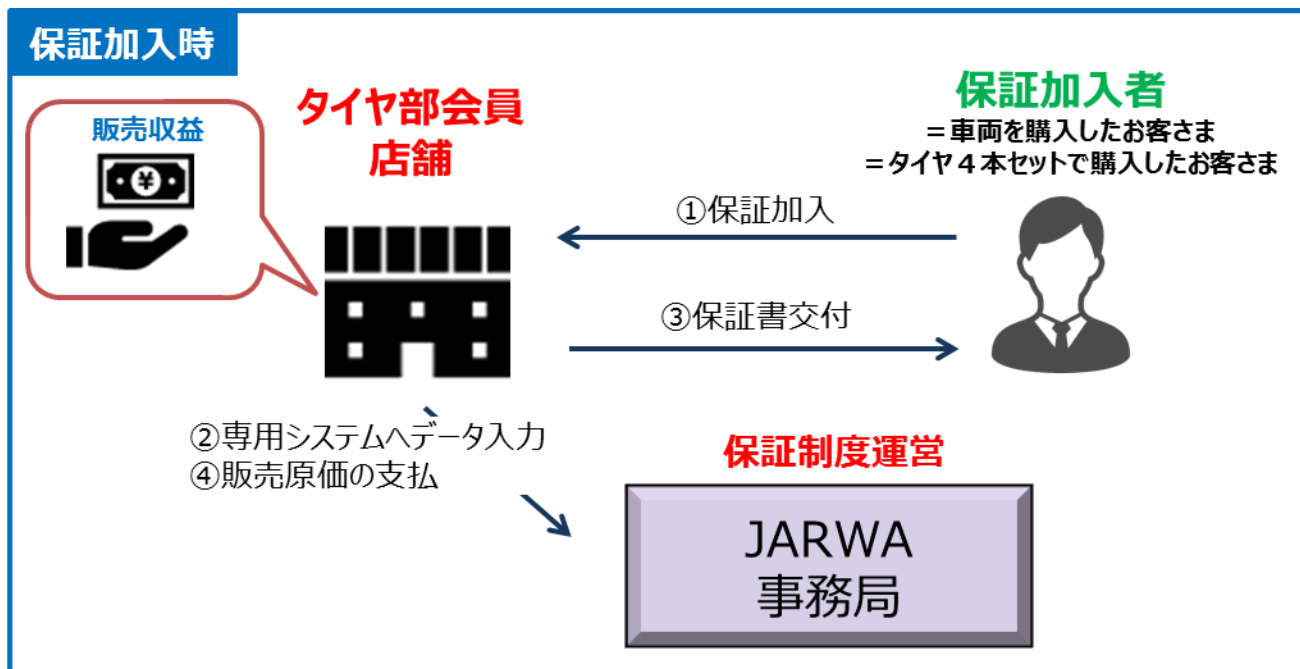 保証加入時
販売収益
¥
タイヤ部会員
店舗
保証加入者
＝車両を購入したお客さま
＝タイヤ４本セットで購入したお客さま
①保証加入
③保証書交付
②専用システムへデータ入力
④販売原価の支払
保証制度運営
JARWA
事務局